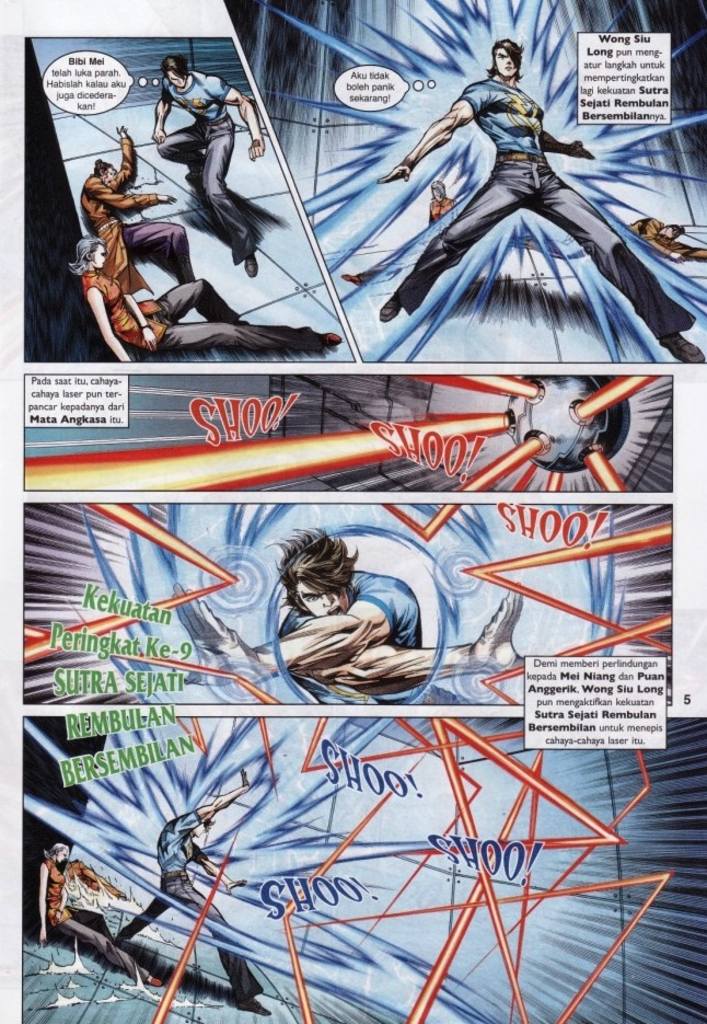 Bibi Mei
telah luka parah.
Habislah kalau aku
juga dicedera-
kan!
Aku tidak
boleh panik
sekarang!
Wong Siu
Long pun meng-
atur langkah untuk
mempertingkatkan
lagi kekuatan Sutra
Sejati Rembulan
Bersembilannya.
Pada saat itu, cahaya-
cahaya laser pun ter-
pancar kepadanya dari
Mata Angkasa itu.
SHOO!
SHOO!
SHOO!
Kekuatan
Peringkat Ke-9
SUTRA SEJATI
REMBULAN
BERSEMBILAN
Demi memberi perlindungan
kepada Mei Niang dan Puan
Anggerik, Wong Siu Long
pun mengaktifkan kekuatan
Sutra Sejati Rembulan
Bersembilan untuk menepis
cahaya-cahaya laser itu.
5
SHOO!
SHOO!
SHOO!